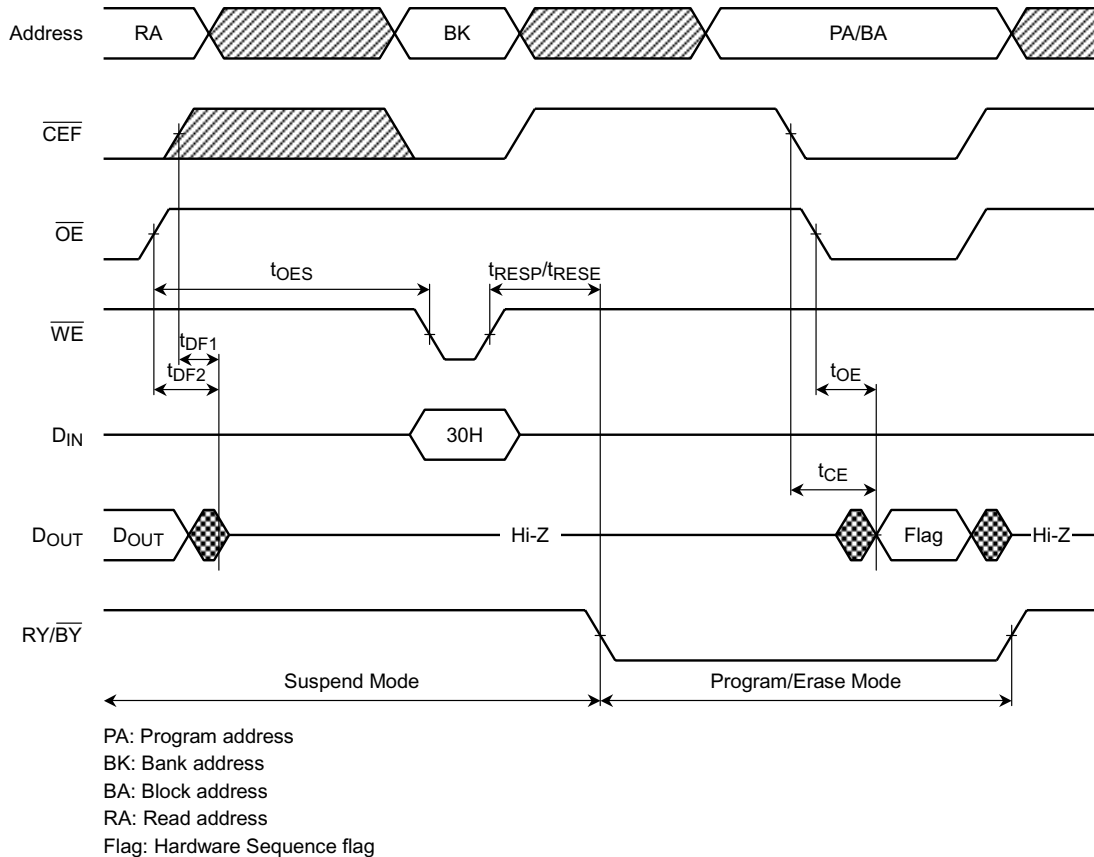 Address RA BK PA/BA
CEF
OE
tOES tRESP/tRESE
WE
tDF1
tDF2 tOE
DIN 30H
tCE
DOUT DOUT Hi-Z Flag Hi-Z
RY/BY
Suspend Mode Program/Erase Mode
PA: Program address
BK: Bank address
BA: Block address
RA: Read address
Flag: Hardware Sequence flag